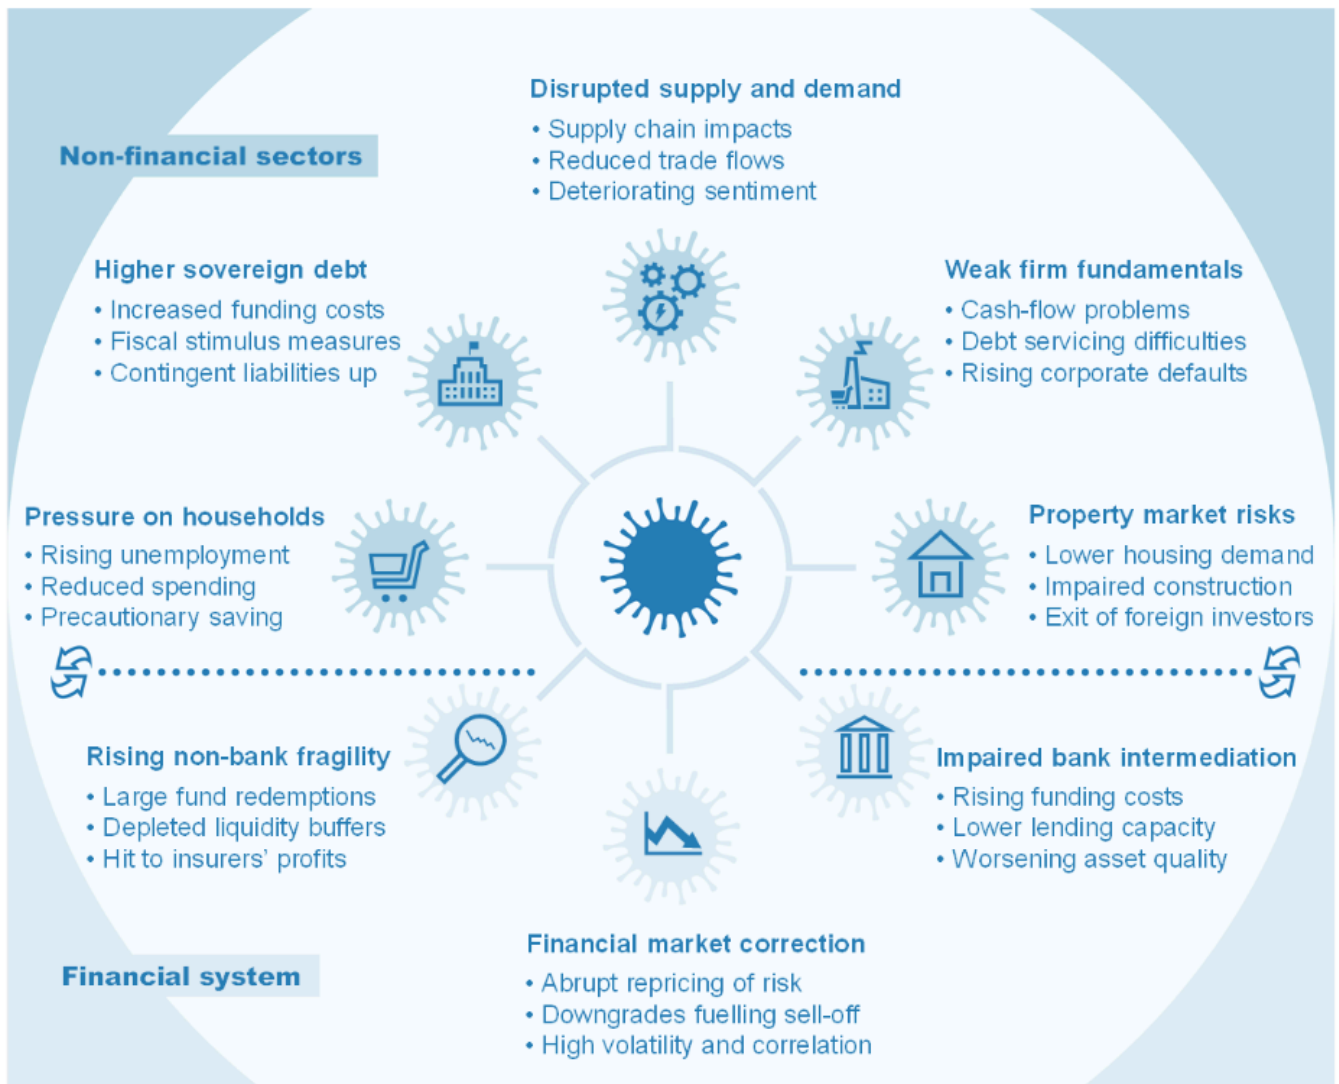 Non-financial sectors
Disrupted supply and demand
• Supply chain impacts
• Reduced trade flows
• Deteriorating sentiment
Higher sovereign debt
• Increased funding costs
• Fiscal stimulus measures
• Contingent liabilities up
Weak firm fundamentals
• Cash-flow problems
• Debt servicing difficulties
• Rising corporate defaults
Pressure on households
• Rising unemployment
• Reduced spending
• Precautionary saving
Property market risks
• Lower housing demand
• Impaired construction
• Exit of foreign investors
Rising non-bank fragility
• Large fund redemptions
• Depleted liquidity buffers
• Hit to insurers’ profits
Impaired bank intermediation
• Rising funding costs
• Lower lending capacity
• Worsening asset quality
Financial system
Financial market correction
• Abrupt repricing of risk
• Downgrades fuelling sell-off
• High volatility and correlation